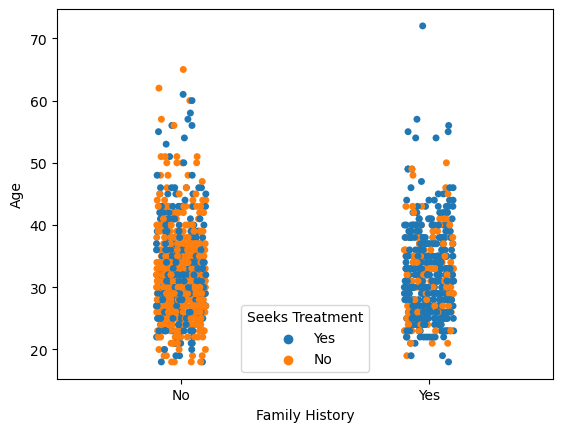 70
60
50
40
30
20
Age
Seeks Treatment
Yes
No
No
Yes
Family History